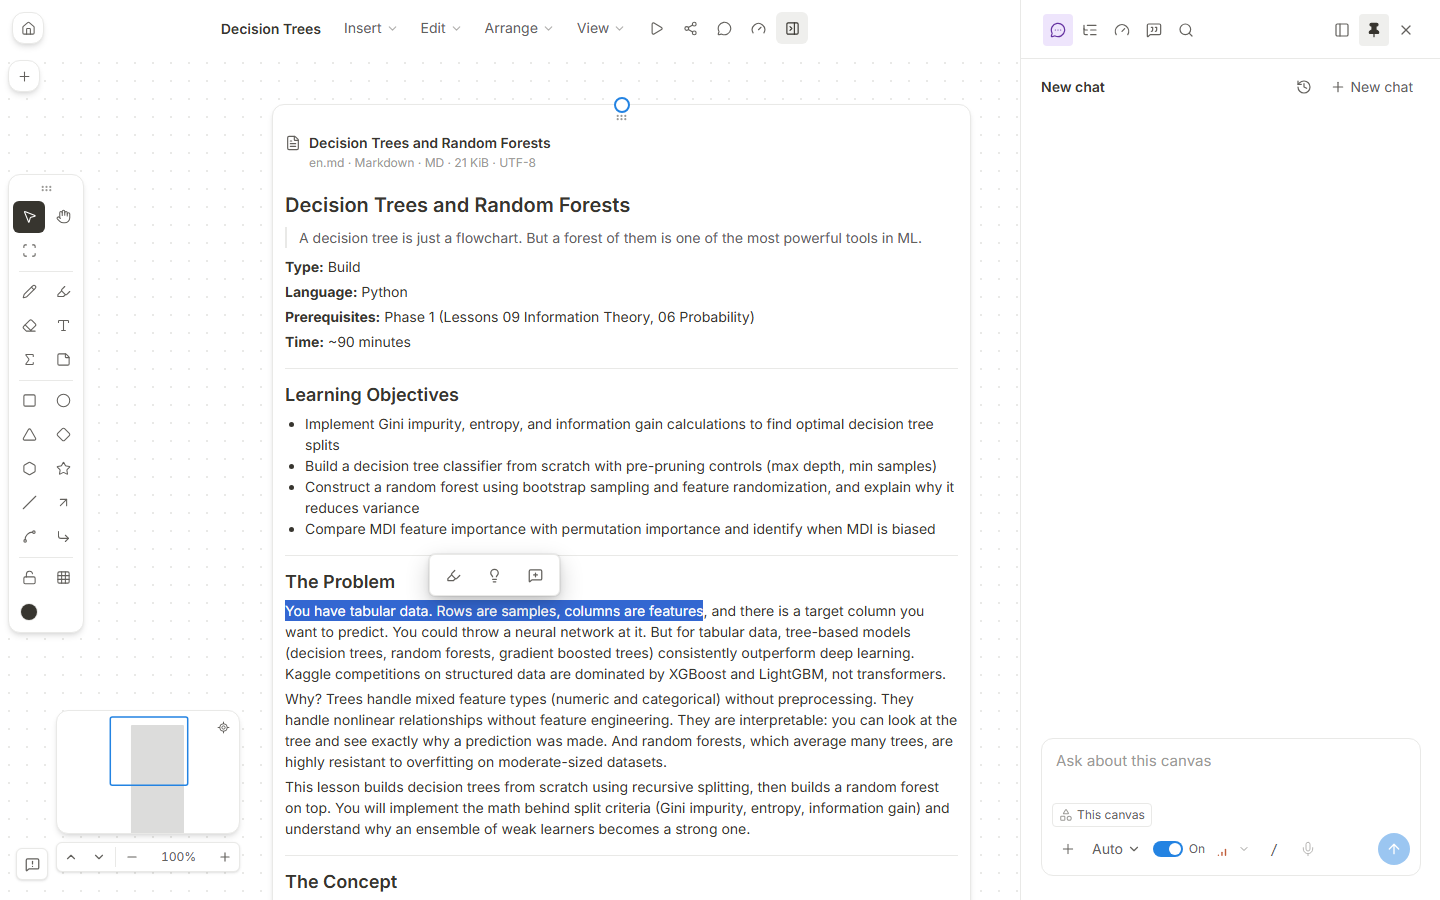 Decision Trees
Insert
Edit
Arrange
View
New chat
New chat
Decision Trees and Random Forests
en.md · Markdown · MD · 21 KiB · UTF-8
Decision Trees and Random Forests
A decision tree is just a flowchart. But a forest of them is one of the most powerful tools in ML.
Type: Build
Language: Python
Prerequisites: Phase 1 (Lessons 09 Information Theory, 06 Probability)
Time: ~90 minutes
Learning Objectives
• Implement Gini impurity, entropy, and information gain calculations to find optimal decision tree
splits
• Build a decision tree classifier from scratch with pre-pruning controls (max depth, min samples)
• Construct a random forest using bootstrap sampling and feature randomization, and explain why it
reduces variance
• Compare MDI feature importance with permutation importance and identify when MDI is biased
The Problem
You have tabular data. Rows are samples, columns are features, and there is a target column you
want to predict. You could throw a neural network at it. But for tabular data, tree-based models
(decision trees, random forests, gradient boosted trees) consistently outperform deep learning.
Kaggle competitions on structured data are dominated by XGBoost and LightGBM, not transformers.
Why? Trees handle mixed feature types (numeric and categorical) without preprocessing. They
handle nonlinear relationships without feature engineering. They are interpretable: you can look at the
tree and see exactly why a prediction was made. And random forests, which average many trees, are
highly resistant to overfitting on moderate-sized datasets.
This lesson builds decision trees from scratch using recursive splitting, then builds a random forest
on top. You will implement the math behind split criteria (Gini impurity, entropy, information gain) and
understand why an ensemble of weak learners becomes a strong one.
The Concept
100%
Ask about this canvas
This canvas
Auto
On
/